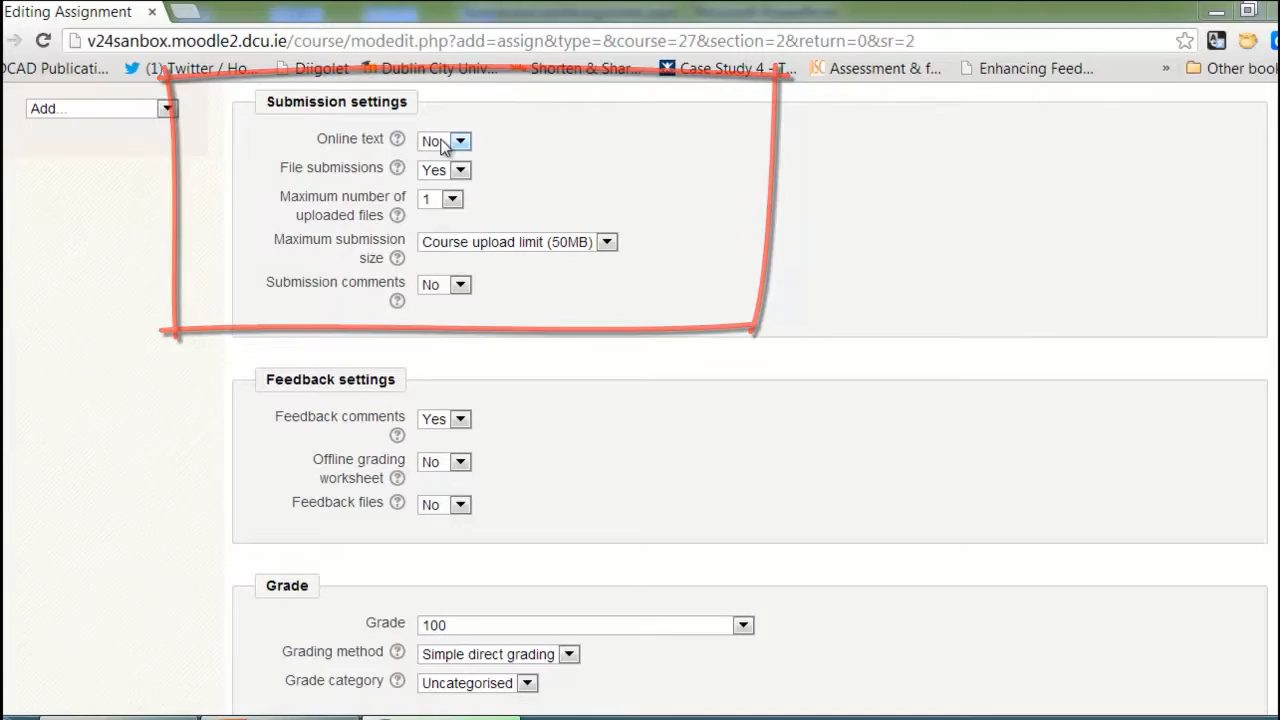 Editing Assignment ×
v24sanbox.moodle2.dcu.ie/course/modedit.php?add=assign&type=&course=27&section=2&return=0&sr=2
OCAD Publicati... (1) Twitter / Ho... Diigolet Dublin City Univ... Shorten & Shar... Case Study 4 - T... Assessment & f... Enhancing Feed... » Other book
Add...
Submission settings
Online text No
File submissions Yes
Maximum number of
uploaded files 1
Maximum submission
size Course upload limit (50MB)
Submission comments No
Feedback settings
Feedback comments Yes
Offline grading
worksheet No
Feedback files No
Grade
Grade 100
Grading method Simple direct grading
Grade category Uncategorised